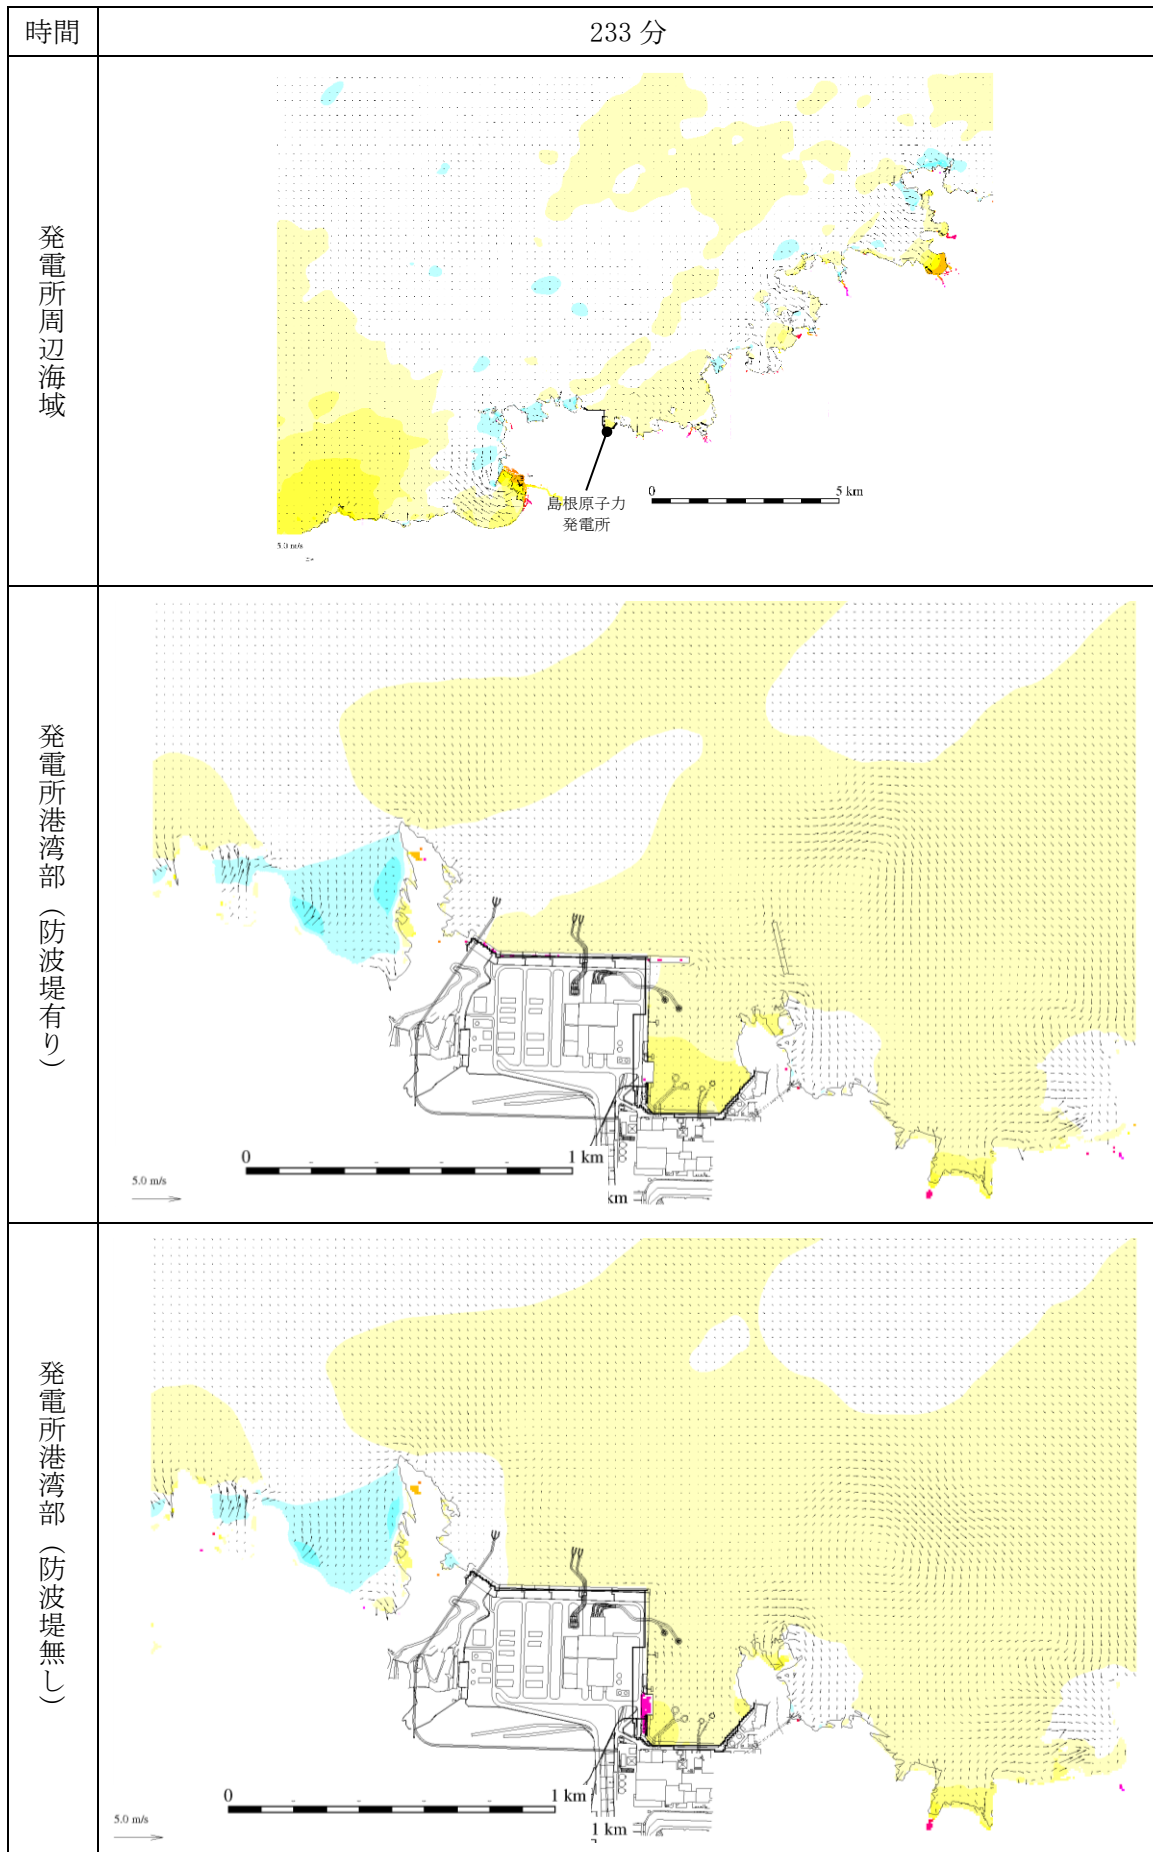 時間
233 分
発電所周辺海域
島根原子力
発電所
0
5 km
5.0 m/s
発電所港湾部（防波堤有り）
0
1 km
5.0 m/s
km
発電所港湾部（防波堤無し）
0
1 km
5.0 m/s
1 km